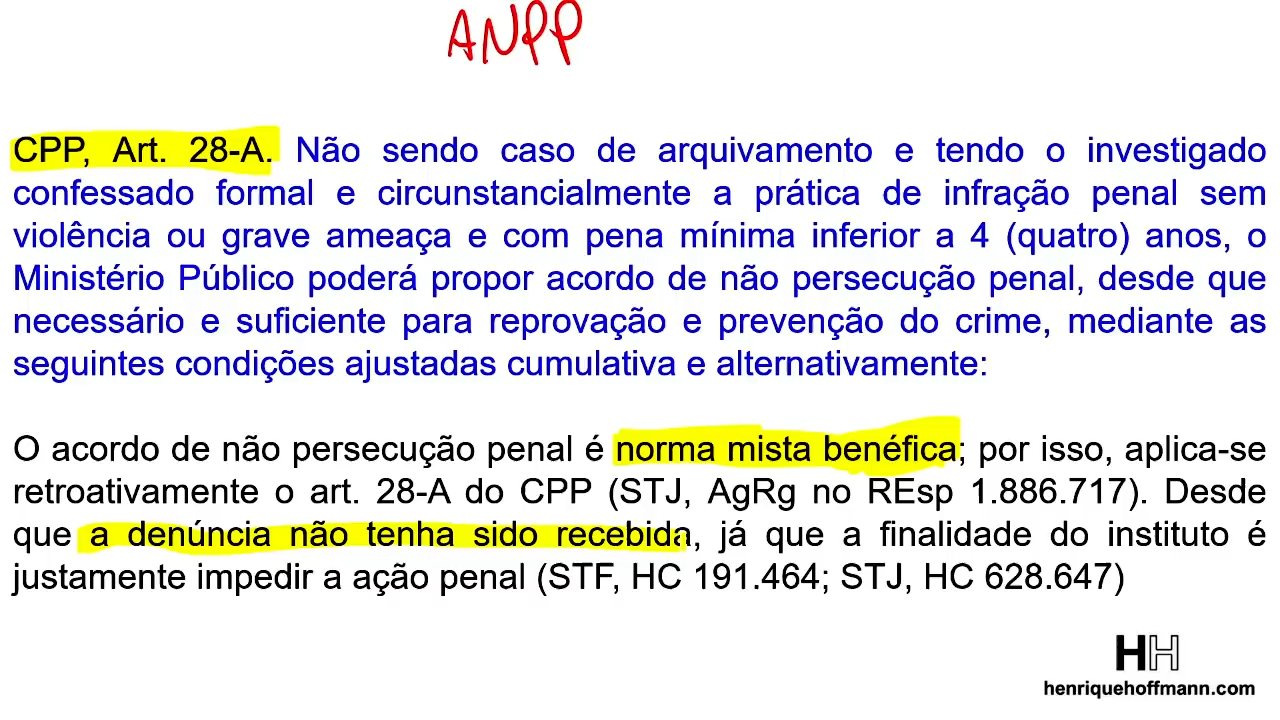 ANPP
CPP, Art. 28-A. Não sendo caso de arquivamento e tendo o investigado
confessado formal e circunstancialmente a prática de infração penal sem
violência ou grave ameaça e com pena mínima inferior a 4 (quatro) anos, o
Ministério Público poderá propor acordo de não persecução penal, desde que
necessário e suficiente para reprovação e prevenção do crime, mediante as
seguintes condições ajustadas cumulativa e alternativamente:
O acordo de não persecução penal é norma mista benéfica; por isso, aplica-se
retroativamente o art. 28-A do CPP (STJ, AgRg no REsp 1.886.717). Desde
que a denúncia não tenha sido recebida, já que a finalidade do instituto é
justamente impedir a ação penal (STF, HC 191.464; STJ, HC 628.647)
HH
henriquehoffmann.com